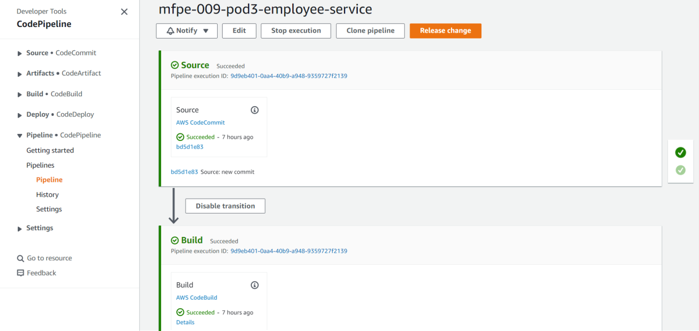 Developer Tools
CodePipeline
Source • CodeCommit
Artifacts • CodeArtifact
Build • CodeBuild
Deploy • CodeDeploy
Pipeline • CodePipeline
Getting started
Pipelines
Pipeline
History
Settings
Settings
Go to resource
Feedback
mfpe-009-pod3-employee-service
Notify
Edit
Stop execution
Clone pipeline
Release change
Source Succeeded
Pipeline execution ID: 9d9eb401-0aa4-40b9-a948-9359727f2139
Source
AWS CodeCommit
Succeeded - 7 hours ago
bd5d1e83
bd5d1e83 Source: new commit
Disable transition
Build Succeeded
Pipeline execution ID: 9d9eb401-0aa4-40b9-a948-9359727f2139
Build
AWS CodeBuild
Succeeded - 7 hours ago
Details